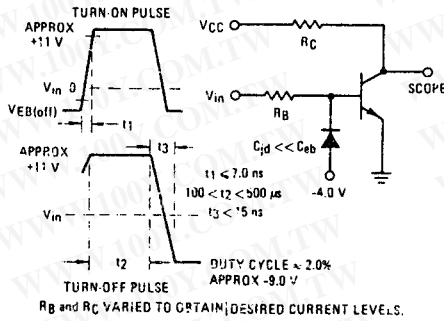 TURN-ON PULSE
APPROX
+11 V
Vin 0
VEB(off)
t1
VCC
RC
SCOPE
Vin
RB
Cjd << Ceb
-4.0 V
t3
APPROX
+11 V
t1 < 7.0 ns
100 < t2 < 500 μs
t3 < 15 ns
Vin
t2
DUTY CYCLE ≈ 2.0%
APPROX -9.0 V
TURN-OFF PULSE
RB and RC VARIED TO OBTAIN DESIRED CURRENT LEVELS.